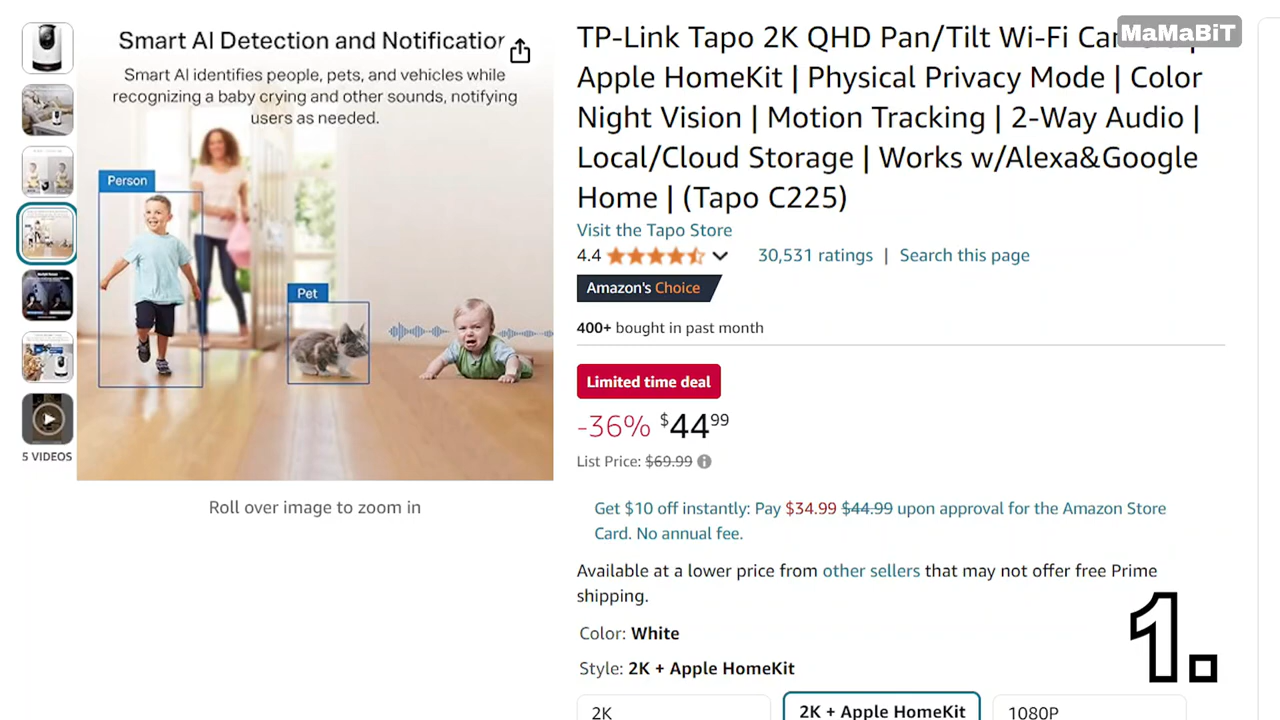 Smart AI Detection and Notification
Smart AI identifies people, pets, and vehicles while
recognizing a baby crying and other sounds, notifying
users as needed.
Person
Pet
5 VIDEOS
Roll over image to zoom in
MaMaBiT
TP-Link Tapo 2K QHD Pan/Tilt Wi-Fi
Apple HomeKit | Physical Privacy Mode | Color
Night Vision | Motion Tracking | 2-Way Audio |
Local/Cloud Storage | Works w/Alexa&Google
Home | (Tapo C225)
Visit the Tapo Store
4.4 30,531 ratings | Search this page
Amazon's Choice
400+ bought in past month
Limited time deal
-36% $44.99
List Price: $69.99
Get $10 off instantly: Pay $34.99 $44.99 upon approval for the Amazon Store
Card. No annual fee.
Available at a lower price from other sellers that may not offer free Prime
shipping.
Color: White
Style: 2K + Apple HomeKit
2K 2K + Apple HomeKit 1080P
1.